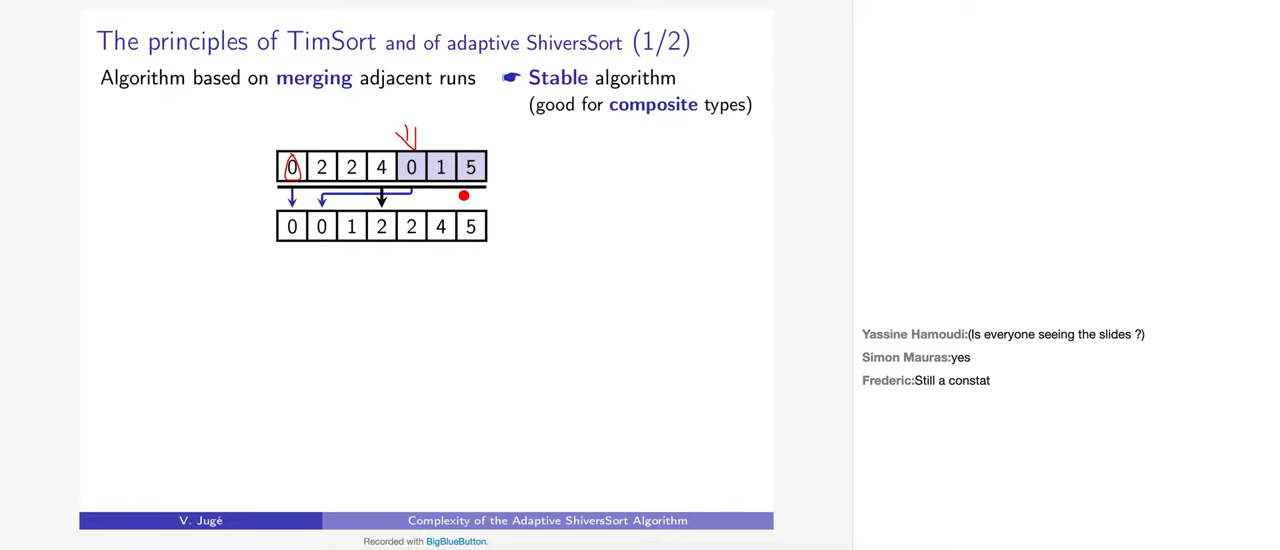 The principles of TimSort and of adaptive ShiversSort (1/2)
Algorithm based on merging adjacent runs ☛ Stable algorithm
(good for composite types)
0 2 2 4 0 1 5
0 0 1 2 2 4 5
Yassine Hamoudi:(Is everyone seeing the slides ?)
Simon Mauras:yes
Frederic:Still a constat
V. Jugé Complexity of the Adaptive ShiversSort Algorithm
Recorded with BigBlueButton.